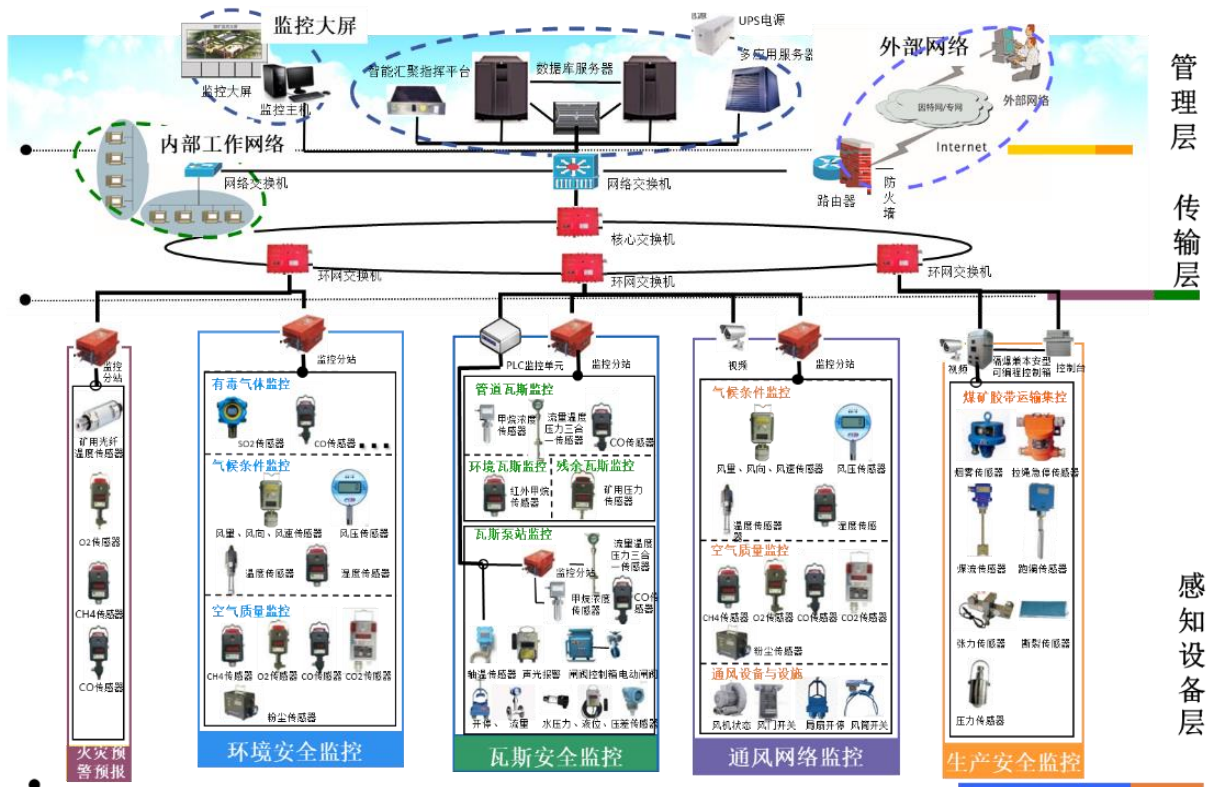 监控大屏
UPS电源
外部网络
智能汇聚指挥平台
数据库服务器
多应用服务器
监控大屏
监控主机
因特网/专网
外部网络
Internet
管理层
内部工作网络
网络交换机
网络交换机
路由器
防火墙
核心交换机
传输层
环网交换机
环网交换机
环网交换机
监控
分站
矿用光纤
温度传感器
O2传感器
CH4传感器
CO传感器
火灾预
警预报
监控分站
有毒气体监控
SO2传感器
CO传感器
气候条件监控
风量、风向、风速传感器
风压传感器
温度传感器
湿度传感器
空气质量监控
CH4传感器
O2传感器
CO传感器
CO2传感器
粉尘传感器
环境安全监控
PLC监控单元
监控分站
管道瓦斯监控
甲烷浓度
传感器
流量温度
压力三合
一传感器
CO传感器
环境瓦斯监控
残余瓦斯监控
红外甲烷
传感器
矿用压力
传感器
瓦斯泵站监控
流量温度
压力三合
一传感器
监控分站
甲烷浓度
传感器
CO传
感器
轴温传感器
声光报警
闸阀控制箱
电动闸阀
开停、
流量
水压力、液位、压差传感器
瓦斯安全监控
视频
监控分站
气候条件监控
风量、风向、风速传感器
风压传感器
温度传感
器
湿度传感
空气质量监控
CH4传感器
O2传感器
CO传感器
CO2传感器
粉尘传感器
通风设备与设施
风机状态
风门开关
局扇开停
风筒开关
通风网络监控
视频
隔爆兼本安型
可编程控制箱
控制台
煤矿胶带运输集控
烟雾传感器
拉绳急停传感器
煤流传感器
跑偏传感器
张力传感器
撕裂传感器
压力传感器
生产安全监控
感知设备层